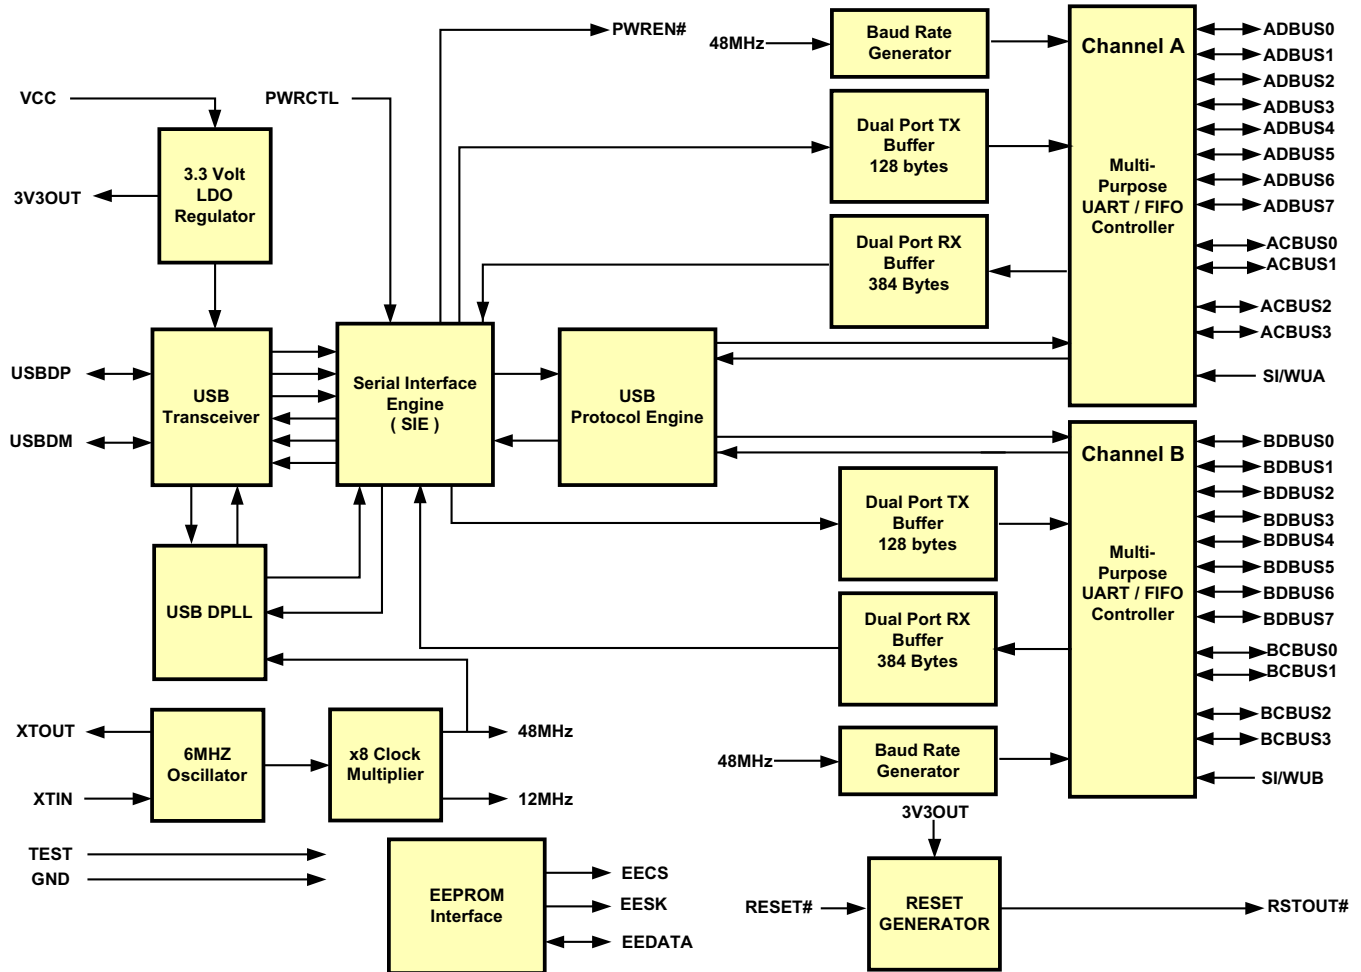 PWREN#
48MHz
Baud Rate
Generator
Channel A
Multi-
Purpose
UART / FIFO
Controller
ADBUS0
ADBUS1
ADBUS2
ADBUS3
ADBUS4
ADBUS5
ADBUS6
ADBUS7
ACBUS0
ACBUS1
ACBUS2
ACBUS3
SI/WUA
VCC
PWRCTL
3.3 Volt
LDO
Regulator
3V3OUT
Dual Port TX
Buffer
128 bytes
Dual Port RX
Buffer
384 Bytes
USBDP
USBDM
USB
Transceiver
Serial Interface
Engine
( SIE )
USB
Protocol Engine
Channel B
Multi-
Purpose
UART / FIFO
Controller
BDBUS0
BDBUS1
BDBUS2
BDBUS3
BDBUS4
BDBUS5
BDBUS6
BDBUS7
BCBUS0
BCBUS1
BCBUS2
BCBUS3
SI/WUB
Dual Port TX
Buffer
128 bytes
Dual Port RX
Buffer
384 Bytes
USB DPLL
XTOUT
XTIN
6MHZ
Oscillator
x8 Clock
Multiplier
48MHz
12MHz
48MHz
Baud Rate
Generator
TEST
GND
EEPROM
Interface
EECS
EESK
EEDATA
3V3OUT
RESET#
RESET
GENERATOR
RSTOUT#